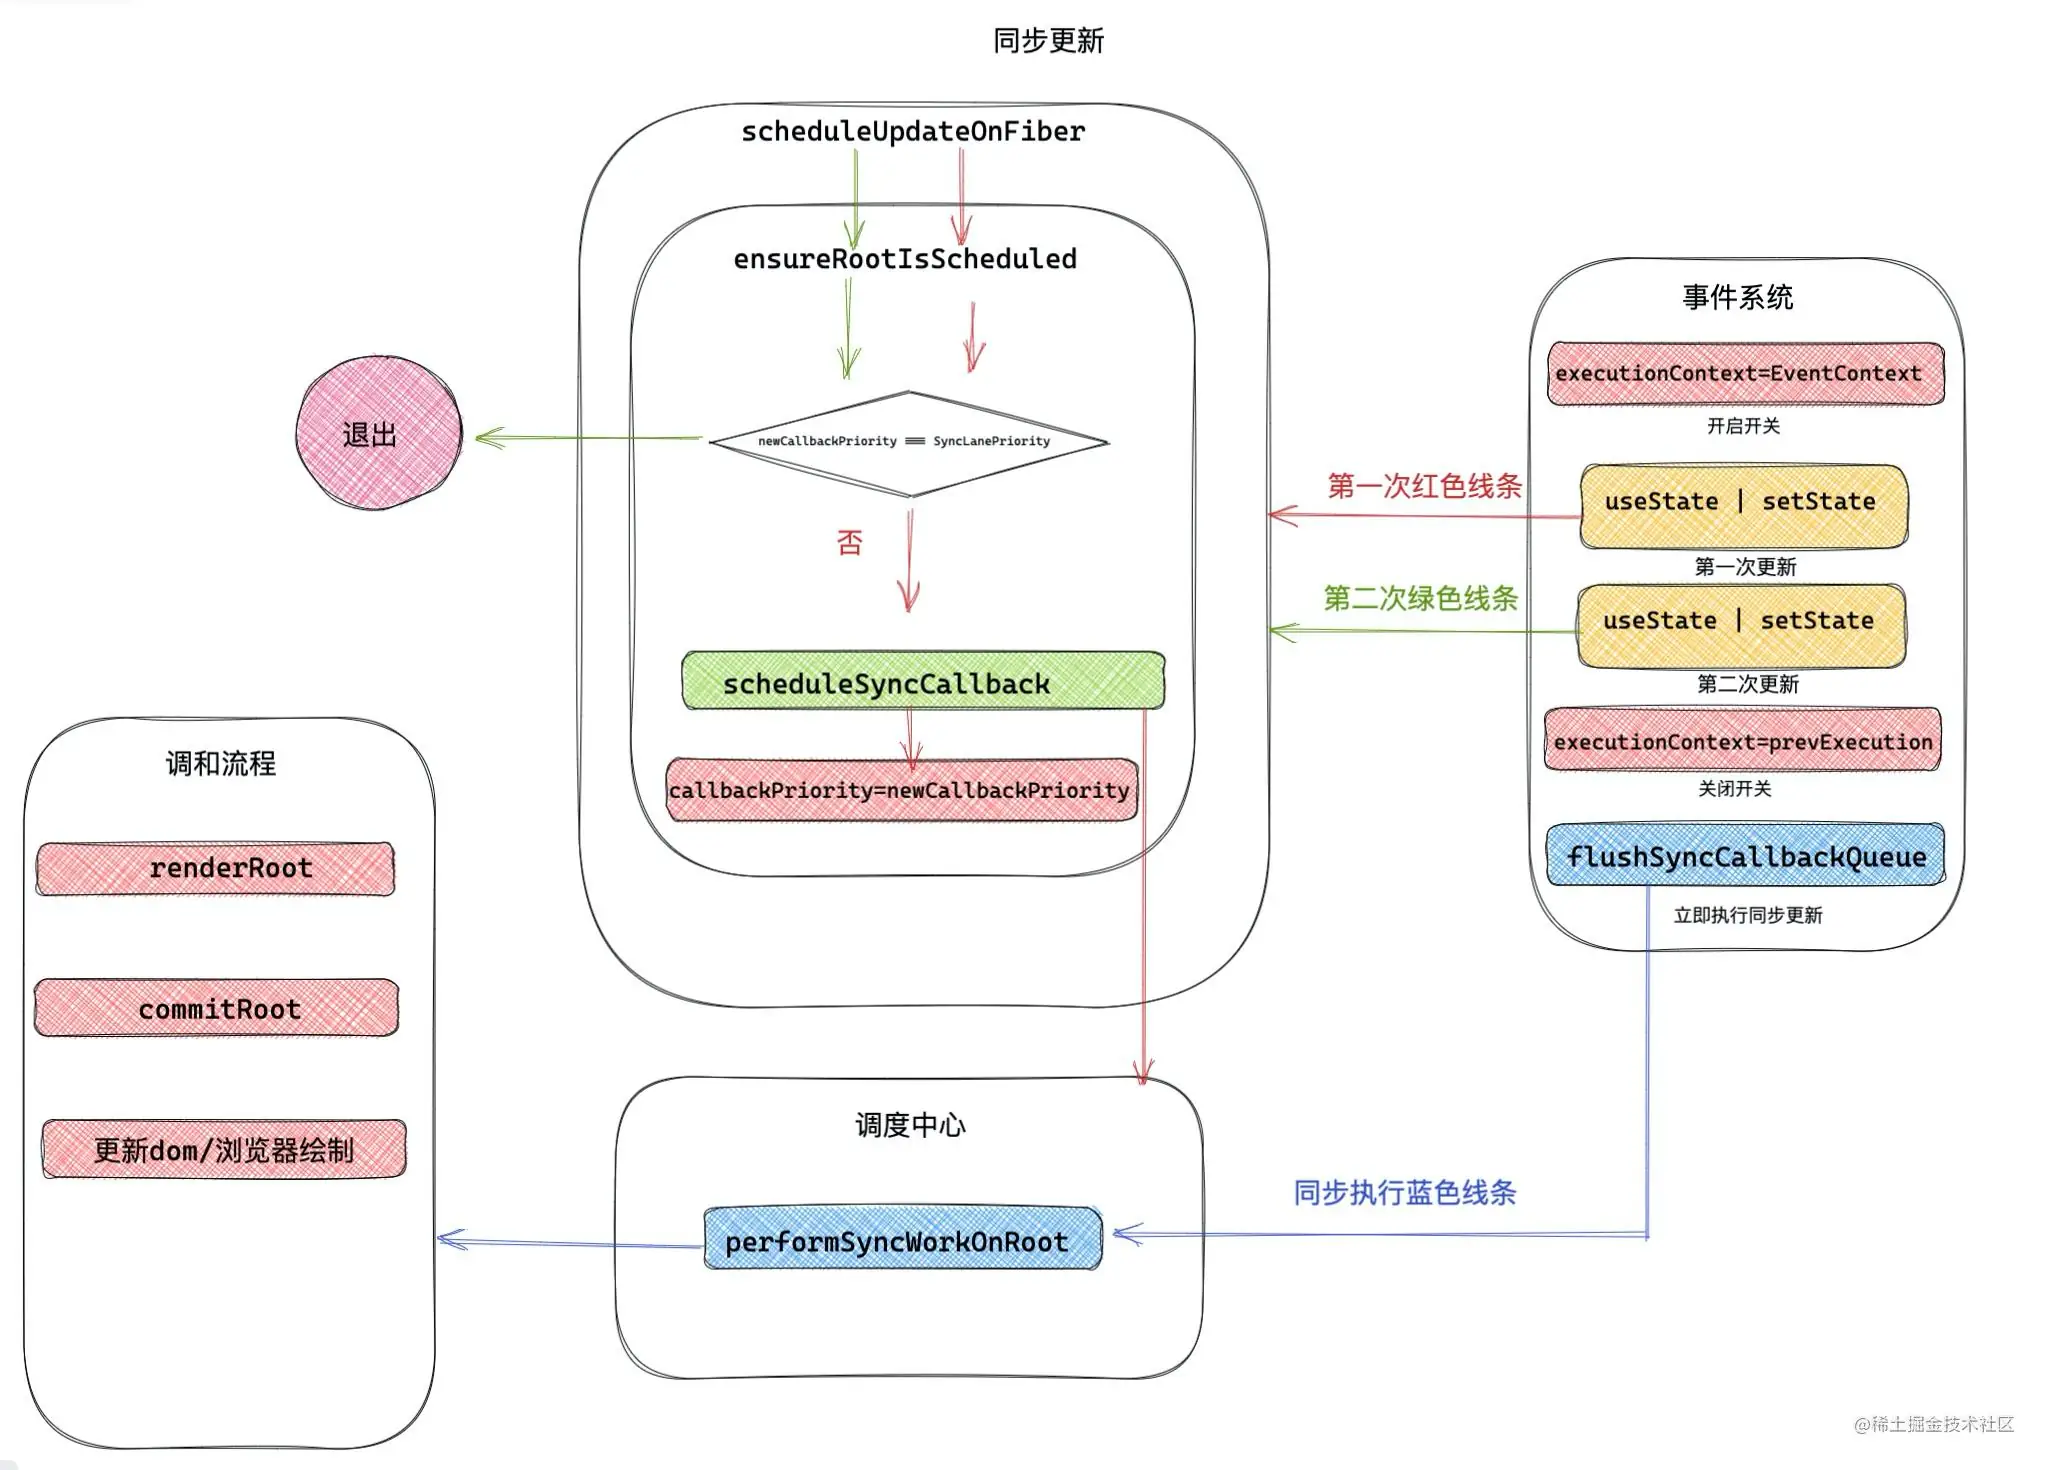 同步更新
scheduleUpdateOnFiber
ensureRootIsScheduled
退出
newCallbackPriority === SyncLanePriority
否
scheduleSyncCallback
callbackPriority=newCallbackPriority
事件系统
executionContext=EventContext
开启开关
第一次红色线条
useState | setState
第一次更新
第二次绿色线条
useState | setState
第二次更新
executionContext=prevExecution
关闭开关
flushSyncCallbackQueue
立即执行同步更新
调和流程
renderRoot
commitRoot
更新dom/浏览器绘制
调度中心
performSyncWorkOnRoot
同步执行蓝色线条
@稀土掘金技术社区